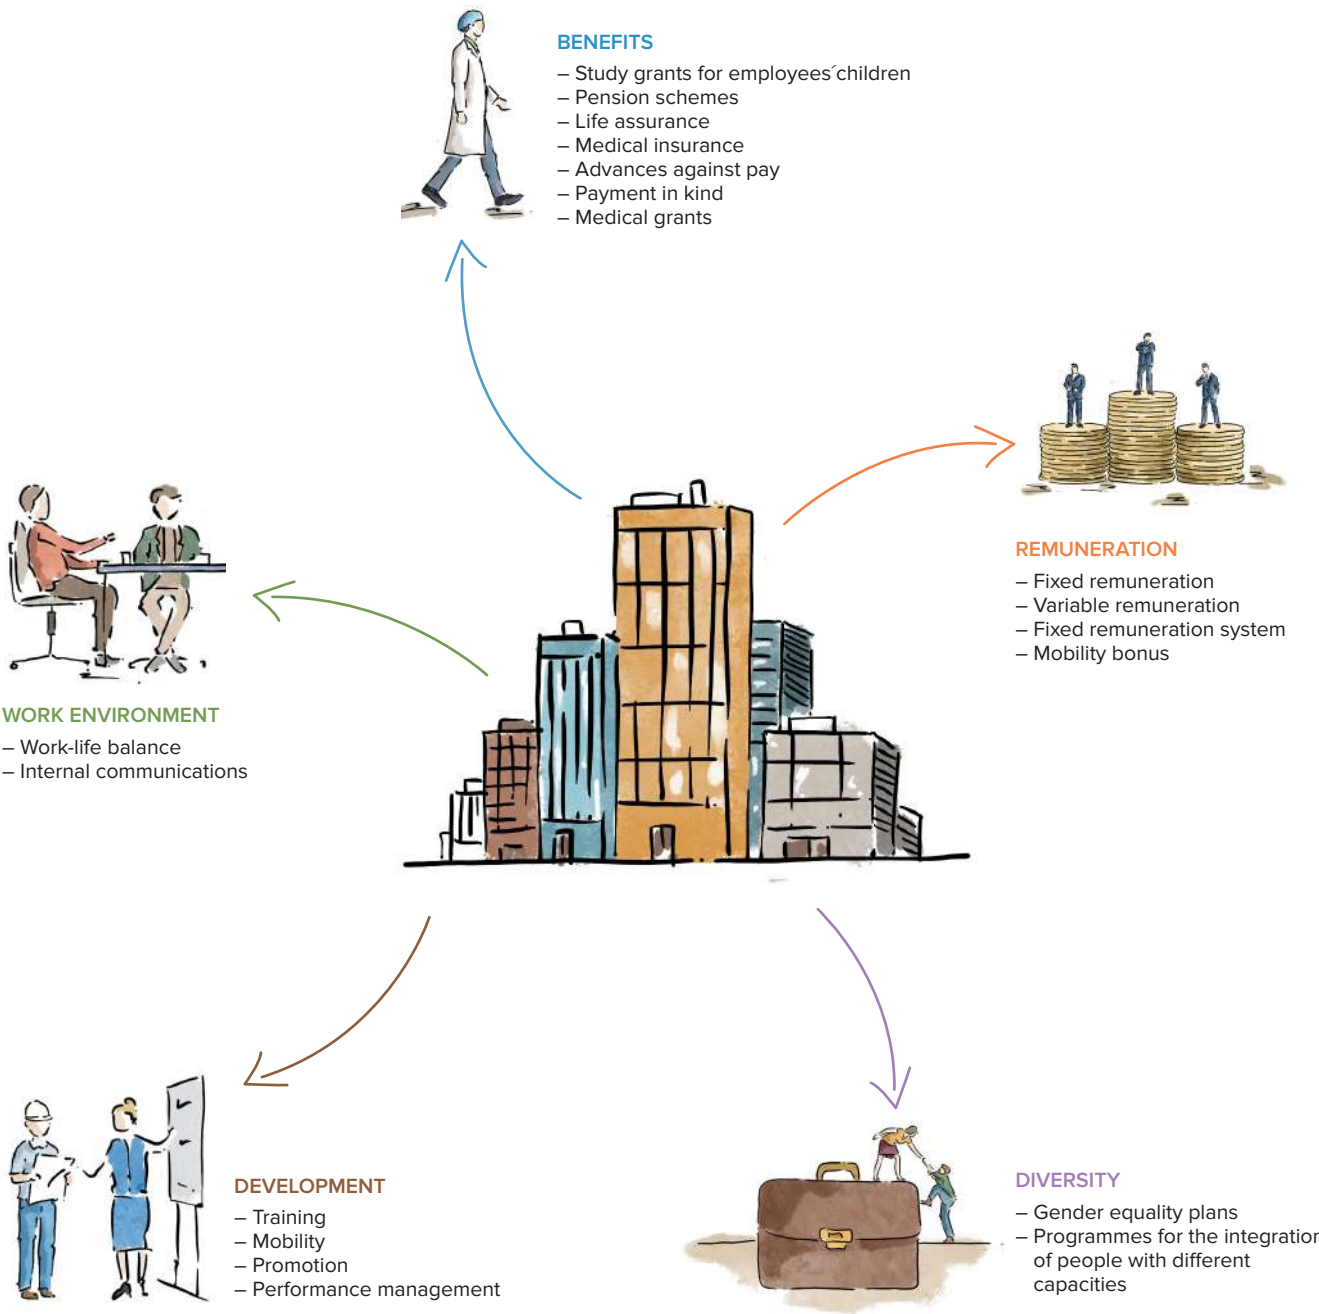 BENEFITS
– Study grants for employees´children
– Pension schemes
– Life assurance
– Medical insurance
– Advances against pay
– Payment in kind
– Medical grants
REMUNERATION
– Fixed remuneration
– Variable remuneration
– Fixed remuneration system
– Mobility bonus
WORK ENVIRONMENT
– Work-life balance
– Internal communications
DEVELOPMENT
– Training
– Mobility
– Promotion
– Performance management
DIVERSITY
– Gender equality plans
– Programmes for the integration
of people with different
capacities